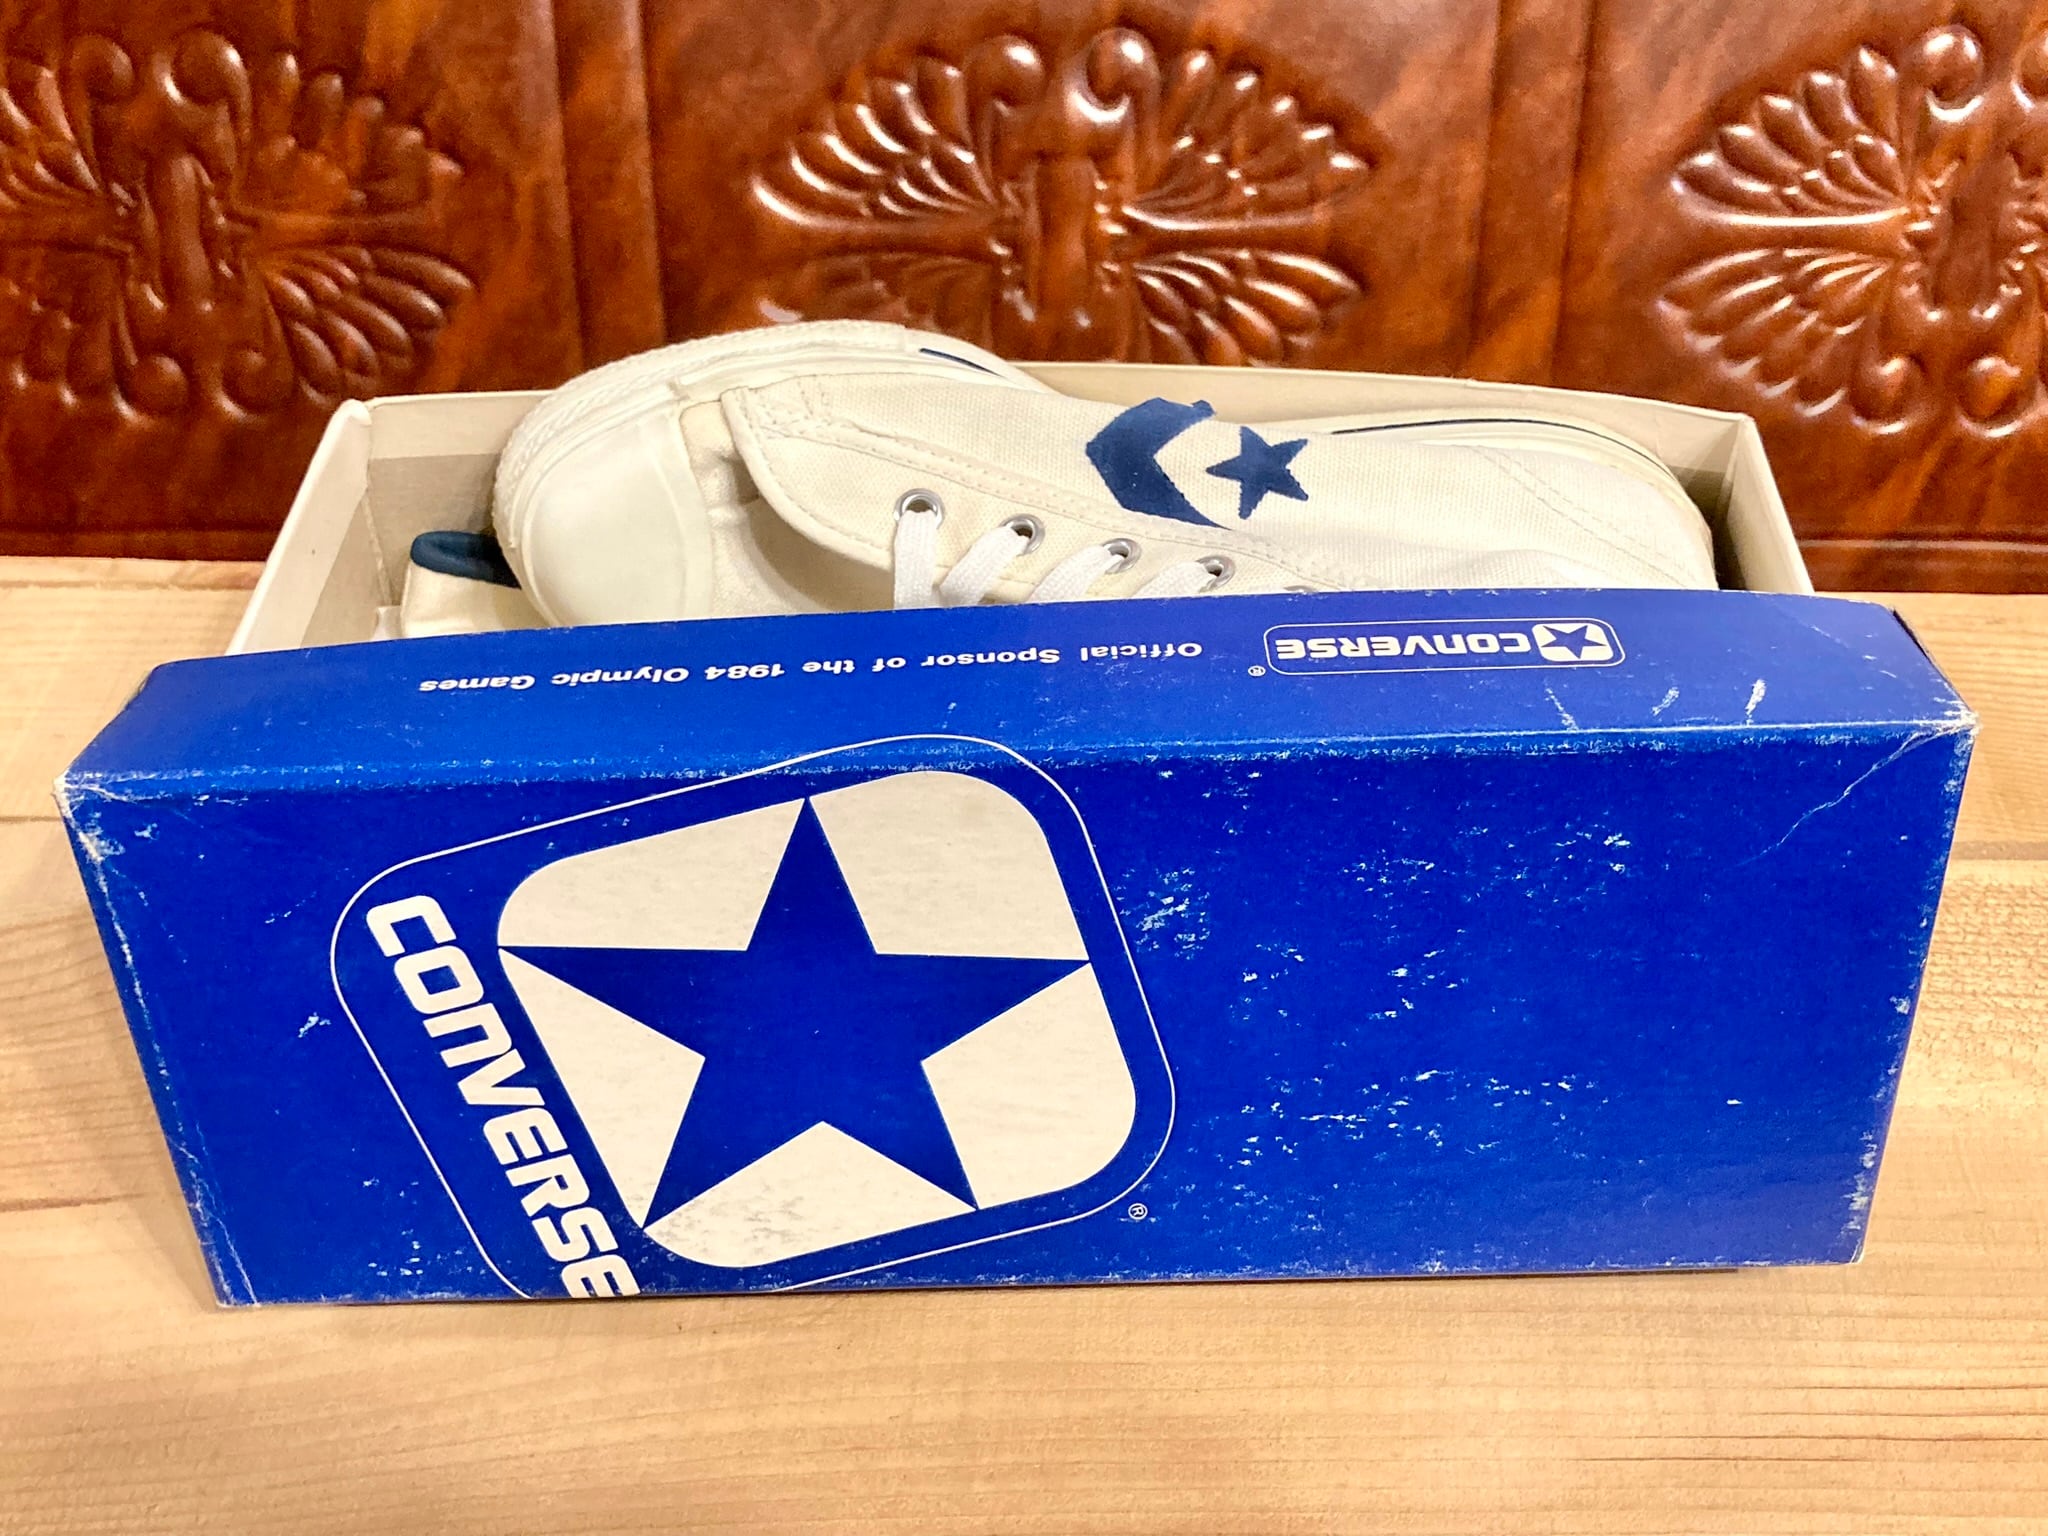 CONVERSE ®
Official Sponsor of the 1984 Olympic Games
CONVERSE
®